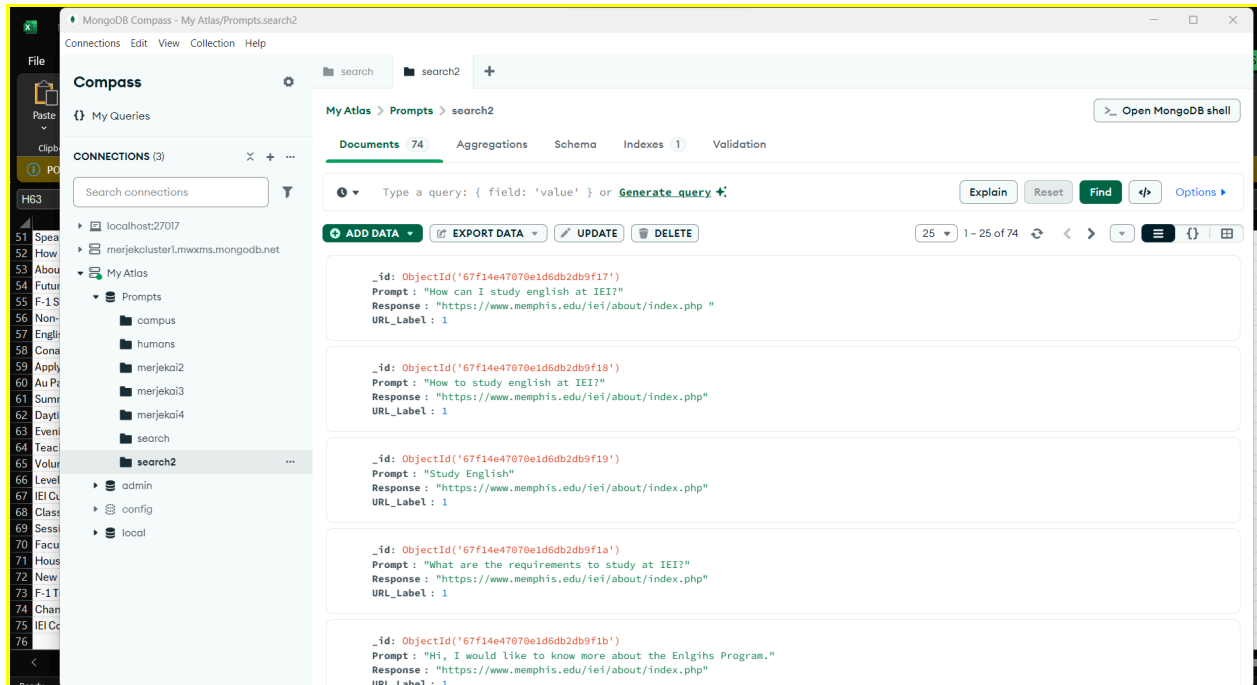 MongoDB Compass - My Atlas/Prompts.search2
Connections Edit View Collection Help
File
Paste
H63
51 Spea
52 How
53 Abou
54 Futur
55 F-1 S
56 Non-
57 Englis
58 Cona
59 Apply
60 Au Pa
61 Sum
62 Dayti
63 Eveni
64 Teac
65 Volu
66 Level
67 IEI Cu
68 Class
69 Sessi
70 Facu
71 Hous
72 New
73 F-1 T
74 Chan
75 IEI Co
76
Compass
{} My Queries
CONNECTIONS (3)
Search connections
localhost:27017
merjekcluster1.mwxms.mongodb.net
My Atlas
Prompts
campus
humans
merjekai2
merjekai3
merjekai4
search
search2
admin
config
local
search search2
My Atlas > Prompts > search2
>_ Open MongoDB shell
Documents 74 Aggregations Schema Indexes 1 Validation
Type a query: { field: 'value' } or Generate query
Explain Reset Find </> Options
ADD DATA EXPORT DATA UPDATE DELETE 25 1 – 25 of 74 {}
_id: ObjectId('67f14e47070e1d6db2db9f17')
Prompt : "How can I study english at IEI?"
Response : "https://www.memphis.edu/iei/about/index.php "
URL_Label : 1
_id: ObjectId('67f14e47070e1d6db2db9f18')
Prompt : "How to study english at IEI?"
Response : "https://www.memphis.edu/iei/about/index.php"
URL_Label : 1
_id: ObjectId('67f14e47070e1d6db2db9f19')
Prompt : "Study English"
Response : "https://www.memphis.edu/iei/about/index.php"
URL_Label : 1
_id: ObjectId('67f14e47070e1d6db2db9f1a')
Prompt : "What are the requirements to study at IEI?"
Response : "https://www.memphis.edu/iei/about/index.php"
URL_Label : 1
_id: ObjectId('67f14e47070e1d6db2db9f1b')
Prompt : "Hi, I would like to know more about the Enlgihs Program."
Response : "https://www.memphis.edu/iei/about/index.php"
URL_Label : 1